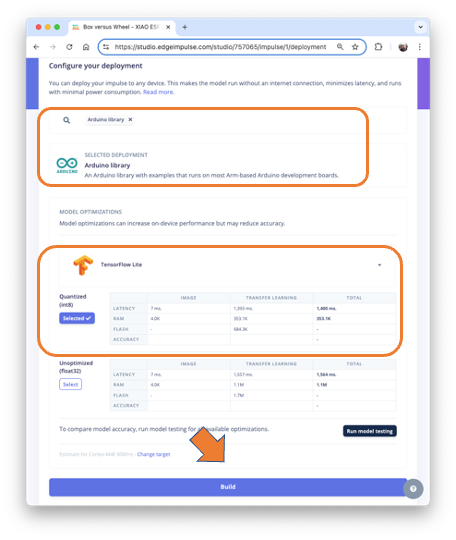 Box versus Wheel – XIAO ESP
https://studio.edgeimpulse.com/studio/757065/impulse/1/deployment
Configure your deployment
You can deploy your impulse to any device. This makes the model run without an internet connection, minimizes latency, and runs
with minimal power consumption. Read more.
Arduino library ✕
SELECTED DEPLOYMENT
Arduino library
An Arduino library with examples that runs on most Arm-based Arduino development boards.
ARDUINO
MODEL OPTIMIZATIONS
Model optimizations can increase on-device performance but may reduce accuracy.
TensorFlow Lite
Quantized
(int8)
Selected ✓
IMAGE TRANSFER LEARNING TOTAL
LATENCY 7 ms. 1,393 ms. 1,400 ms.
RAM 4.0K 353.1K 353.1K
FLASH - 584.3K -
ACCURACY -
Unoptimized
(float32)
Select
IMAGE TRANSFER LEARNING TOTAL
LATENCY 7 ms. 1,557 ms. 1,564 ms.
RAM 4.0K 1.1M 1.1M
FLASH - 1.7M -
ACCURACY -
To compare model accuracy, run model testing for available optimizations.
Run model testing
Estimate for Cortex-M4F 80MHz - Change target
Build